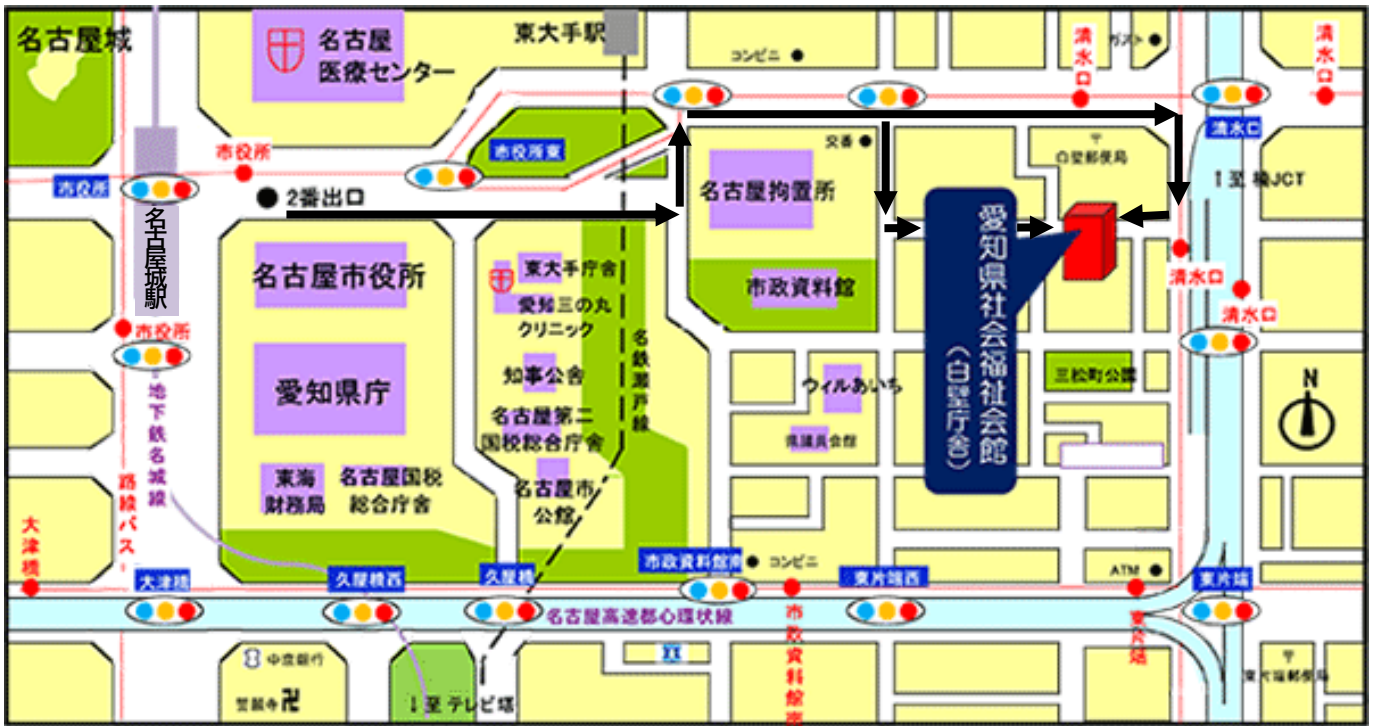 名古屋城
名古屋
医療センター
東大手駅
コンビニ
清水口
ガスト
清水口
市役所
市役所
市役所東
清水口
2番出口
交番
〒
白壁郵便局
名古屋拘置所
至 楠JCT
名古屋城駅
名古屋市役所
東大手庁舎
愛知三の丸
クリニック
市政資料館
清水口
清水口
愛知県社会福祉会館
(白壁庁舎)
市役所
名鉄瀬戸線
愛知県庁
知事公舎
ウィルあいち
三松町公園
N
地下鉄名城線
名古屋第二
国税総合庁舎
県議員会館
東海
財務局
名古屋国税
総合庁舎
名古屋市
公館
路線バス
大津橋
大津橋
久屋橋西
久屋橋
市政資料館南
コンビニ
東片端西
ATM
東片端
名古屋高速都心環状線
市政資料館南
東片端
中京銀行
卍
至 テレビ塔
〒
東片端郵便局